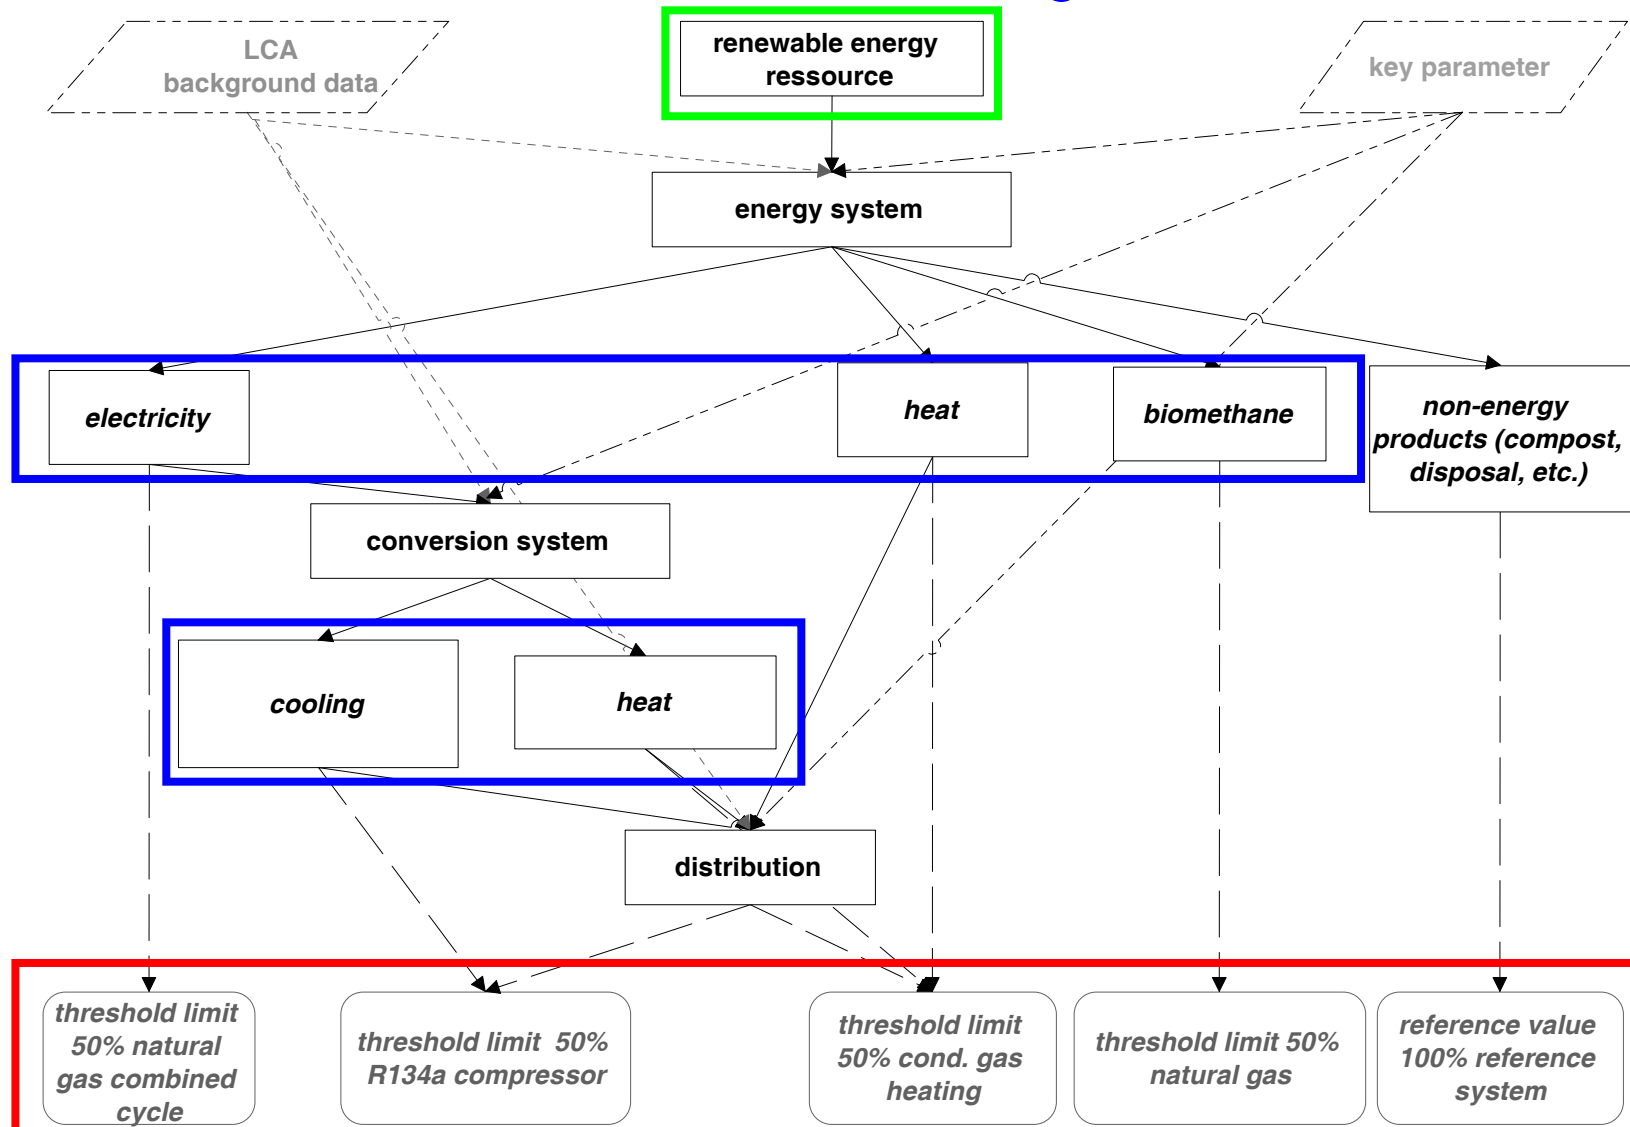 LCA
background data
renewable energy
ressource
key parameter
energy system
electricity
heat
biomethane
non-energy
products (compost,
disposal, etc.)
conversion system
cooling
heat
distribution
threshold limit
50% natural
gas combined
cycle
threshold limit 50%
R134a compressor
threshold limit
50% cond. gas
heating
threshold limit 50%
natural gas
reference value
100% reference
system